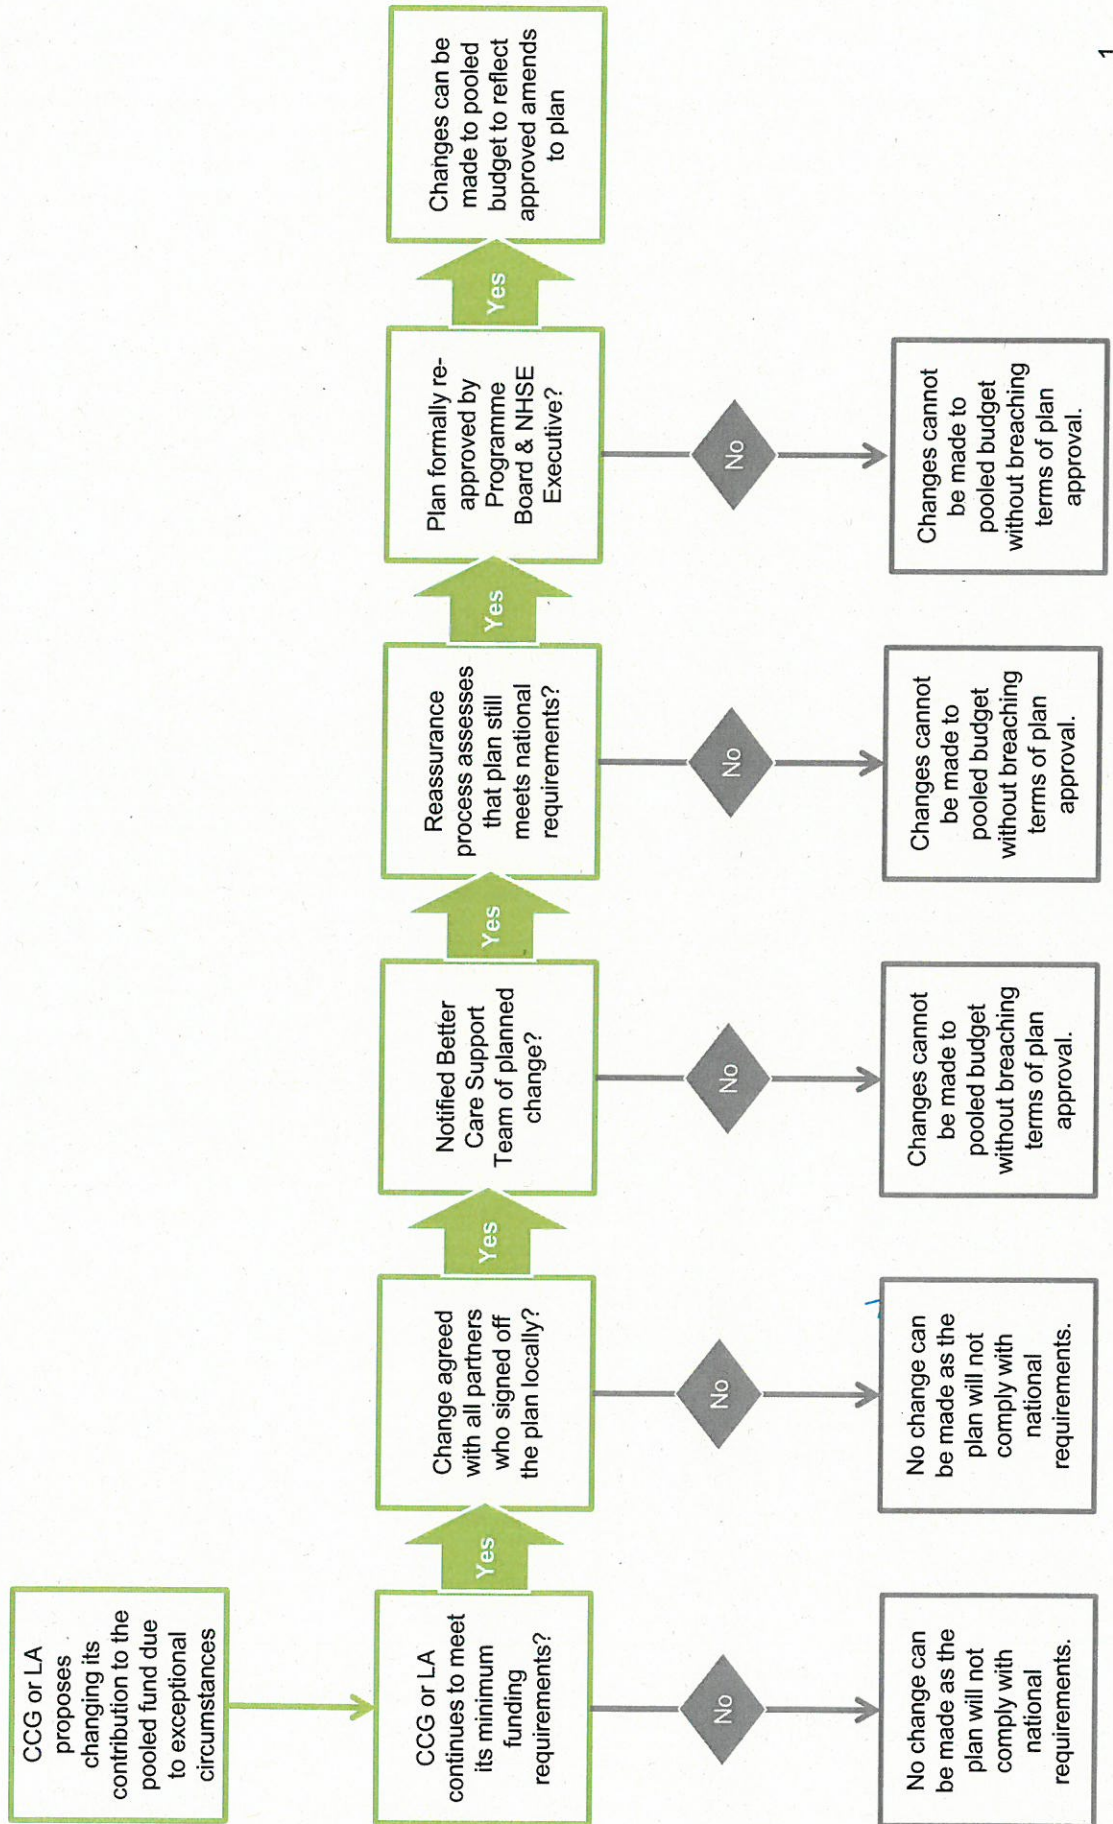 CCG or LA
proposes
changing its
contribution to the
pooled fund due
to exceptional
circumstances
CCG or LA
continues to meet
its minimum
funding
requirements?
Yes
Change agreed
with all partners
who signed off
the plan locally?
Yes
Notified Better
Care Support
Team of planned
change?
Yes
Reassurance
process assesses
that plan still
meets national
requirements?
Yes
Plan formally re-
approved by
Programme
Board & NHSE
Executive?
Yes
Changes can be
made to pooled
budget to reflect
approved amends
to plan
No
No
No
No
No
No change can
be made as the
plan will not
comply with
national
requirements.
No change can
be made as the
plan will not
comply with
national
requirements.
Changes cannot
be made to
pooled budget
without breaching
terms of plan
approval.
Changes cannot
be made to
pooled budget
without breaching
terms of plan
approval.
Changes cannot
be made to
pooled budget
without breaching
terms of plan
approval.
1